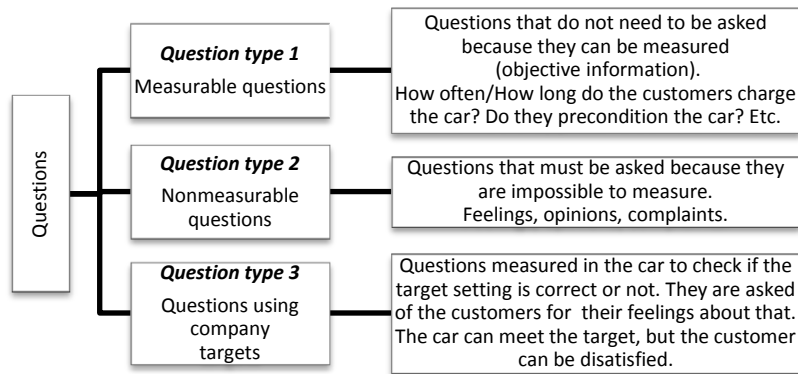 Questions
Question type 1
Measurable questions
Questions that do not need to be asked
because they can be measured
(objective information).
How often/How long do the customers charge
the car? Do they precondition the car? Etc.
Question type 2
Nonmeasurable
questions
Questions that must be asked because they
are impossible to measure.
Feelings, opinions, complaints.
Question type 3
Questions using
company
targets
Questions measured in the car to check if the
target setting is correct or not. They are asked
of the customers for their feelings about that.
The car can meet the target, but the customer
can be disatisfied.